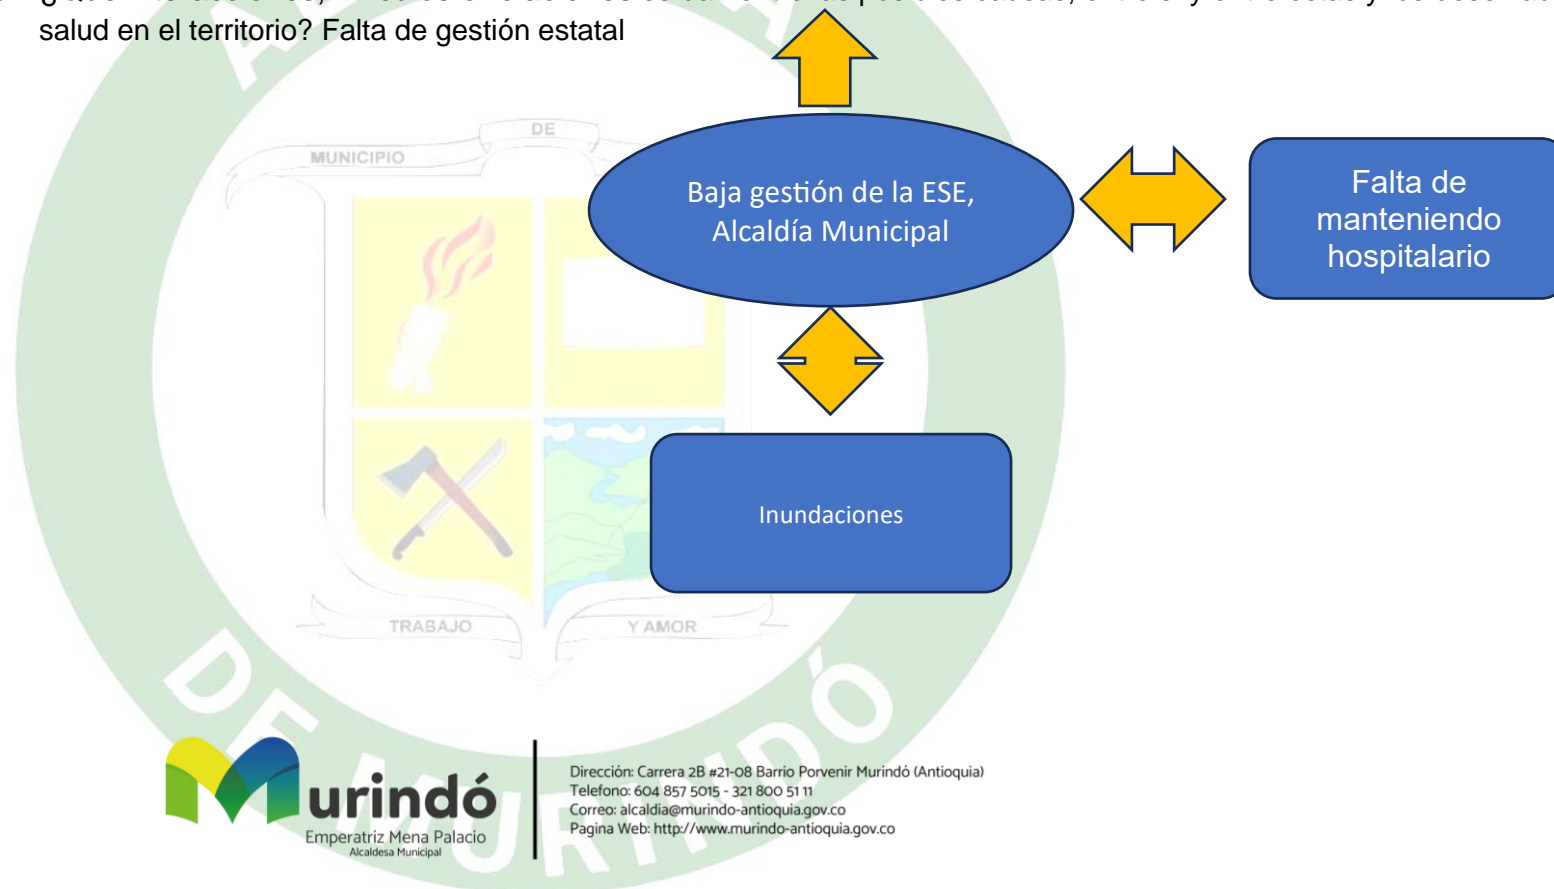 salud en el territorio? Falta de gestión estatal
DE
MUNICIPIO
Baja gestión de la ESE,
Alcaldía Municipal
Falta de
manteniendo
hospitalario
Inundaciones
TRABAJO
Y AMOR
DE MURINDÓ
Murindó
Emperatriz Mena Palacio
Alcaldesa Municipal
Dirección: Carrera 2B #21-08 Barrio Porvenir Murindó (Antioquia)
Telefono: 604 857 5015 - 321 800 51 11
Correo: alcaldia@murindo-antioquia.gov.co
Pagina Web: http://www.murindo-antioquia.gov.co